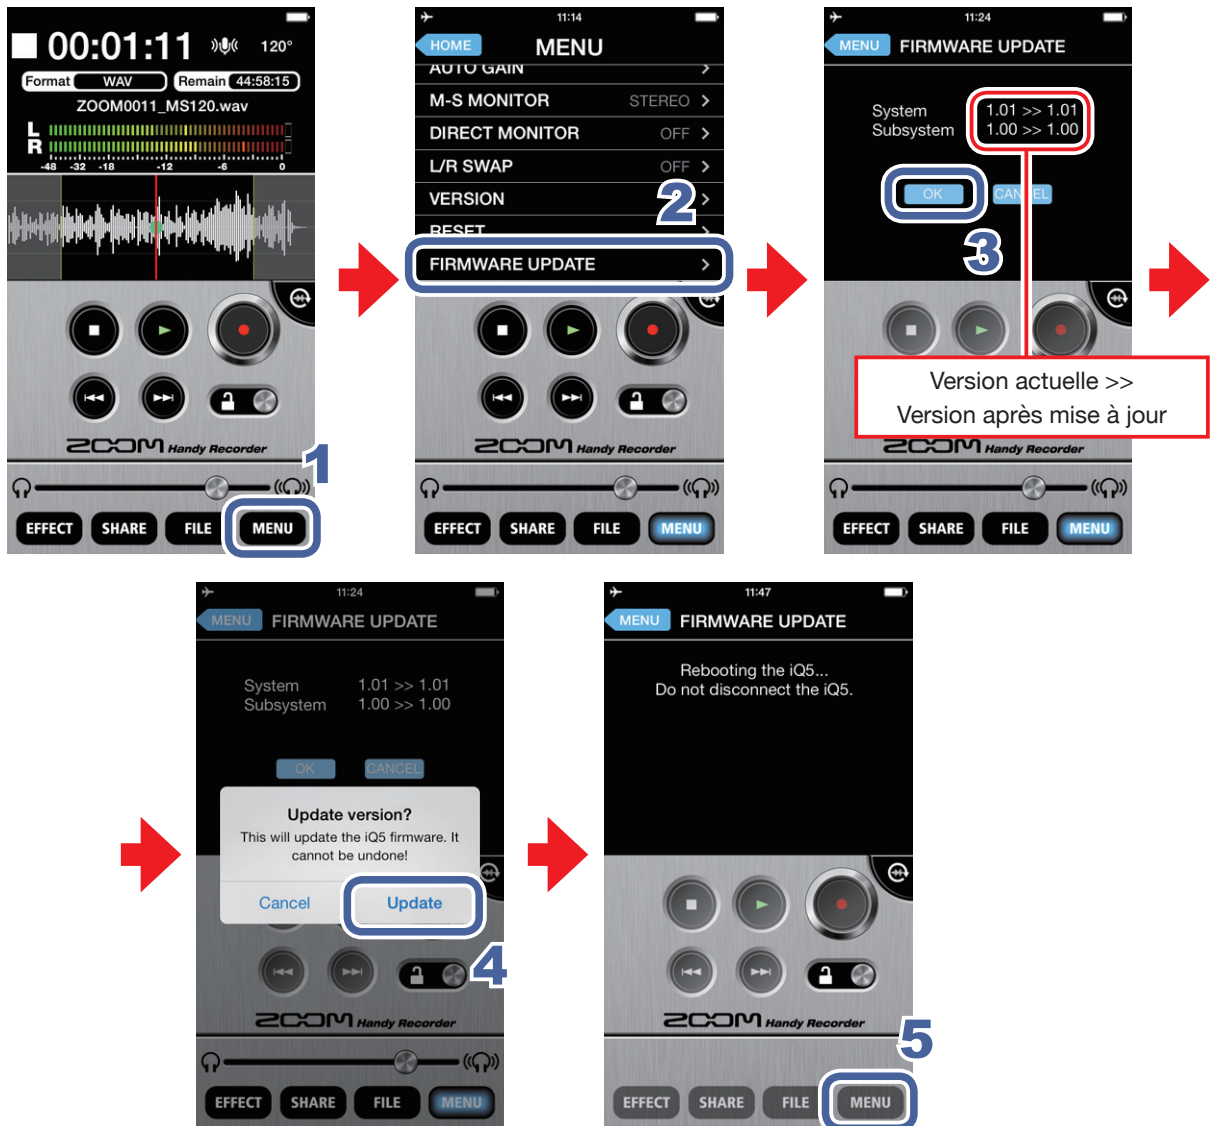 00:01:11
120°
Format WAV Remain 44:58:15
ZOOM0011_MS120.wav
L
R
-48 -32 -18 -12 -6 0
ZOOM Handy Recorder
1
EFFECT SHARE FILE MENU
11:14
HOME MENU
AUTO GAIN
M-S MONITOR STEREO
DIRECT MONITOR OFF
L/R SWAP OFF
VERSION
2
RESET
FIRMWARE UPDATE
ZOOM Handy Recorder
EFFECT SHARE FILE MENU
11:24
MENU FIRMWARE UPDATE
System 1.01 >> 1.01
Subsystem 1.00 >> 1.00
OK CANCEL
3
Version actuelle >>
Version après mise à jour
ZOOM Handy Recorder
EFFECT SHARE FILE MENU
11:24
MENU FIRMWARE UPDATE
System 1.01 >> 1.01
Subsystem 1.00 >> 1.00
OK CANCEL
Update version?
This will update the iQ5 firmware. It
cannot be undone!
Cancel Update
4
ZOOM Handy Recorder
EFFECT SHARE FILE MENU
11:47
MENU FIRMWARE UPDATE
Rebooting the iQ5...
Do not disconnect the iQ5.
ZOOM Handy Recorder
5
EFFECT SHARE FILE MENU